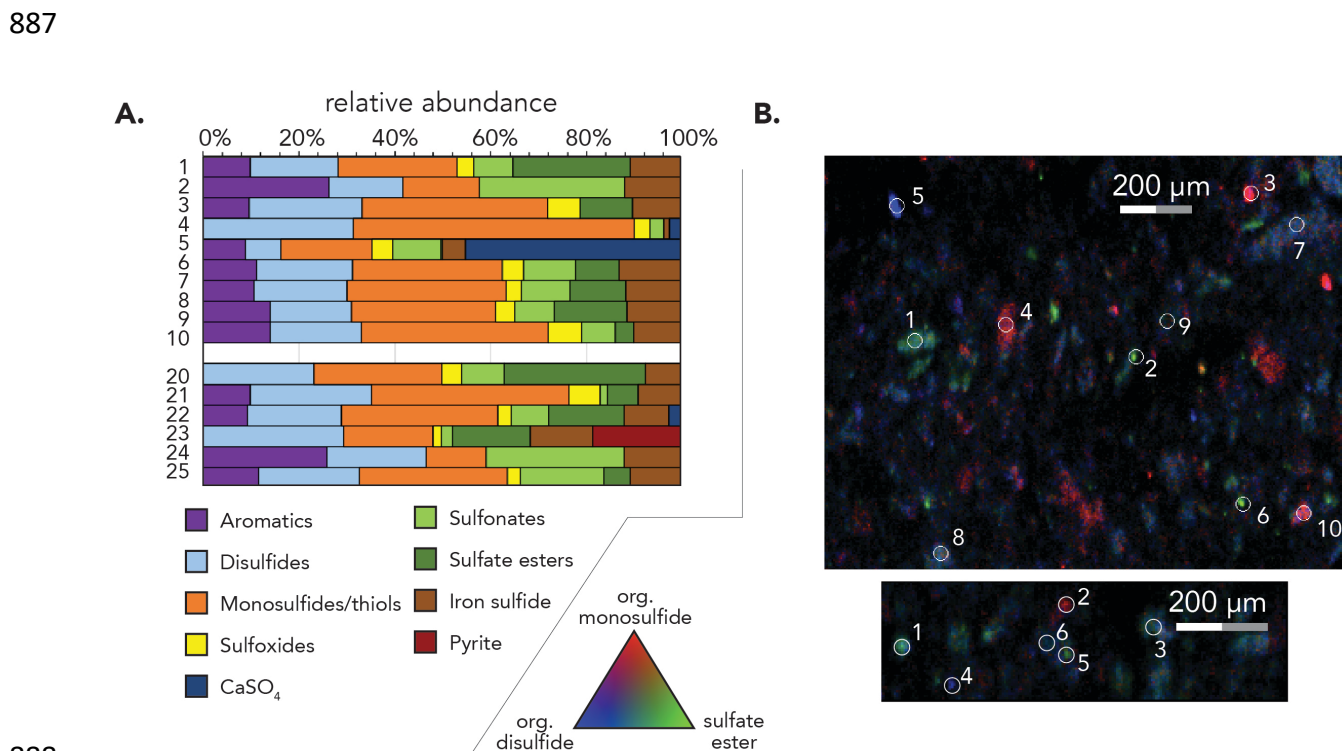 887
A.
relative abundance
0% 20% 40% 60% 80% 100%
1
2
3
4
5
6
7
8
9
10
20
21
22
23
24
25
Aromatics
Disulfides
Monosulfides/thiols
Sulfoxides
CaSO₄
Sulfonates
Sulfate esters
Iron sulfide
Pyrite
org.
monosulfide
org.
disulfide
sulfate
ester
B.
5
200 µm
3
7
1
4
9
2
6
10
8
1
2
200 µm
6
3
5
4